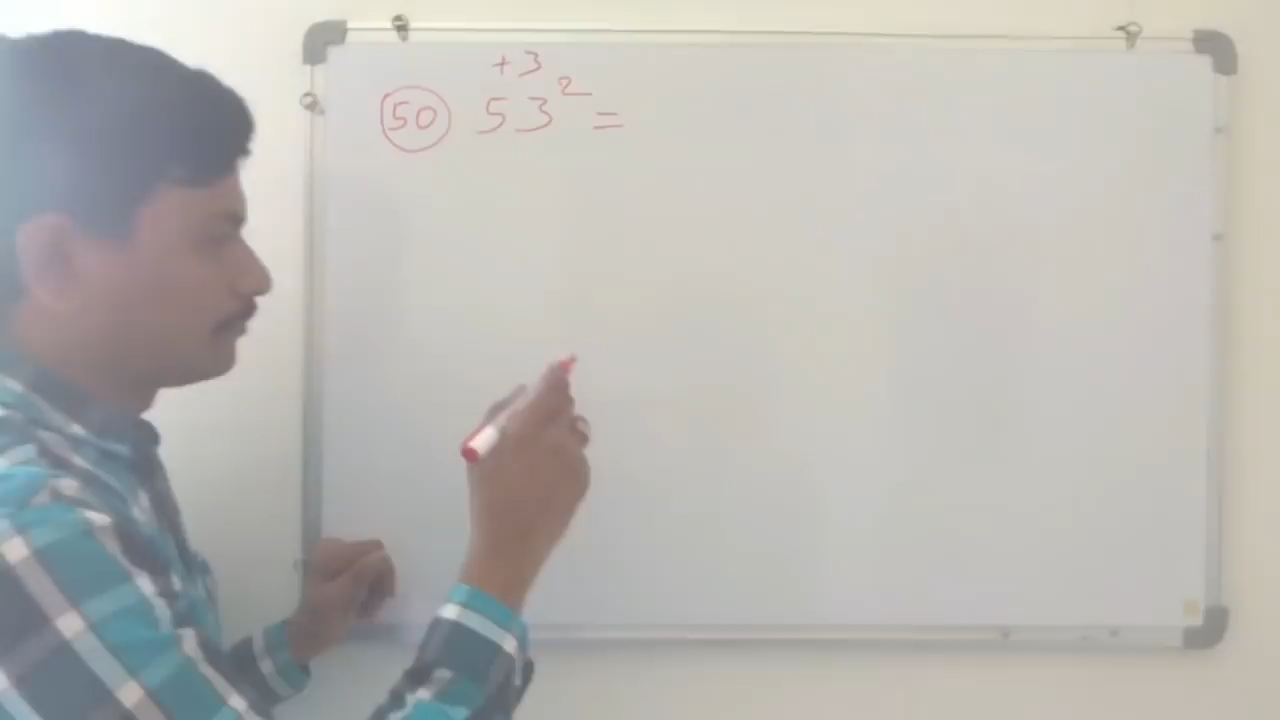 +3
50 53² =